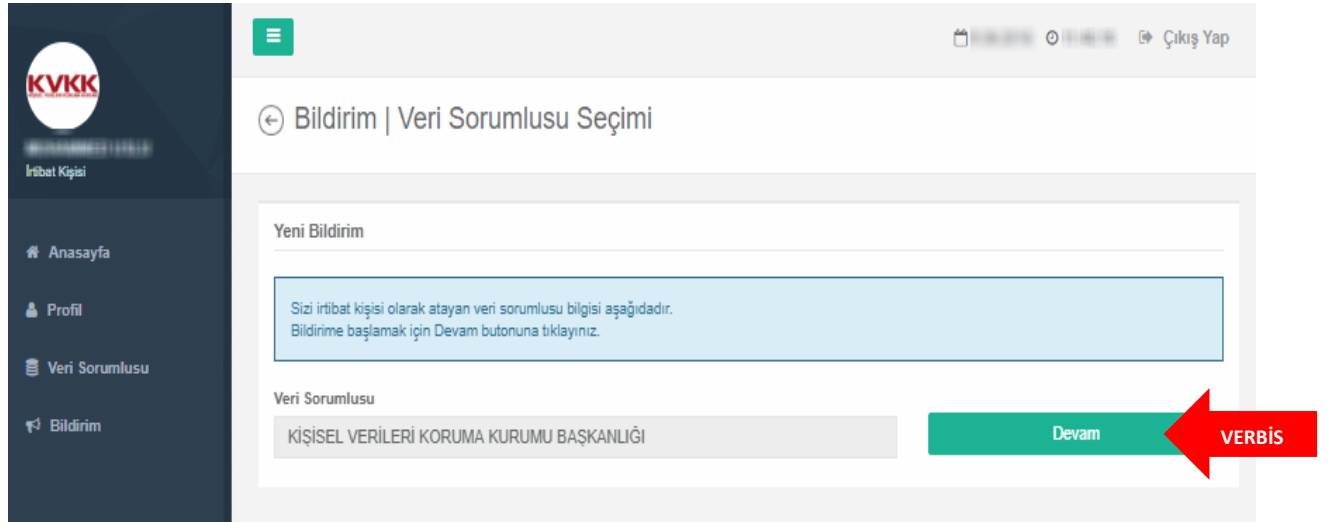 KVKK
İrtibat Kişisi
Anasayfa
Profil
Veri Sorumlusu
Bildirim
Çıkış Yap
Bildirim | Veri Sorumlusu Seçimi
Yeni Bildirim
Sizi irtibat kişisi olarak atayan veri sorumlusu bilgisi aşağıdadır.
Bildirime başlamak için Devam butonuna tıklayınız.
Veri Sorumlusu
KİŞİSEL VERİLERİ KORUMA KURUMU BAŞKANLIĞI
Devam
VERBİS